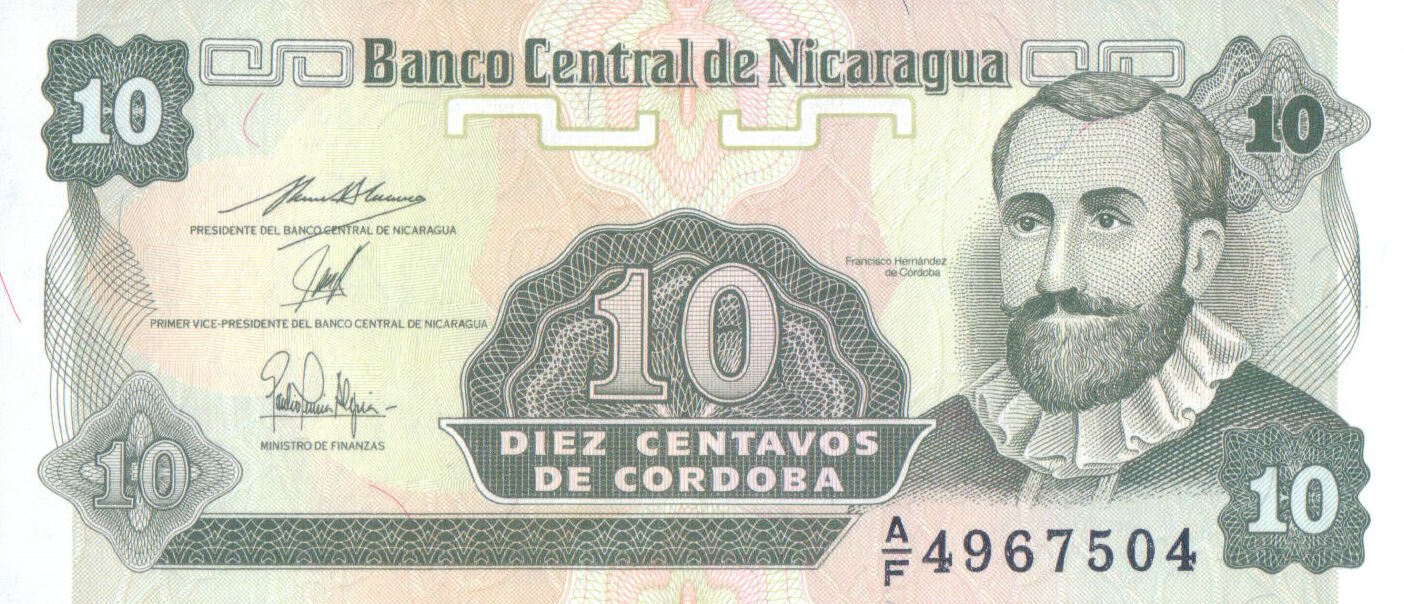 Banco Central de Nicaragua
10
10
PRESIDENTE DEL BANCO CENTRAL DE NICARAGUA
Francisco Hernández
de Córdoba
PRIMER VICE-PRESIDENTE DEL BANCO CENTRAL DE NICARAGUA
10
MINISTRO DE FINANZAS
DIEZ CENTAVOS
DE CORDOBA
10
10
A/F 4967504